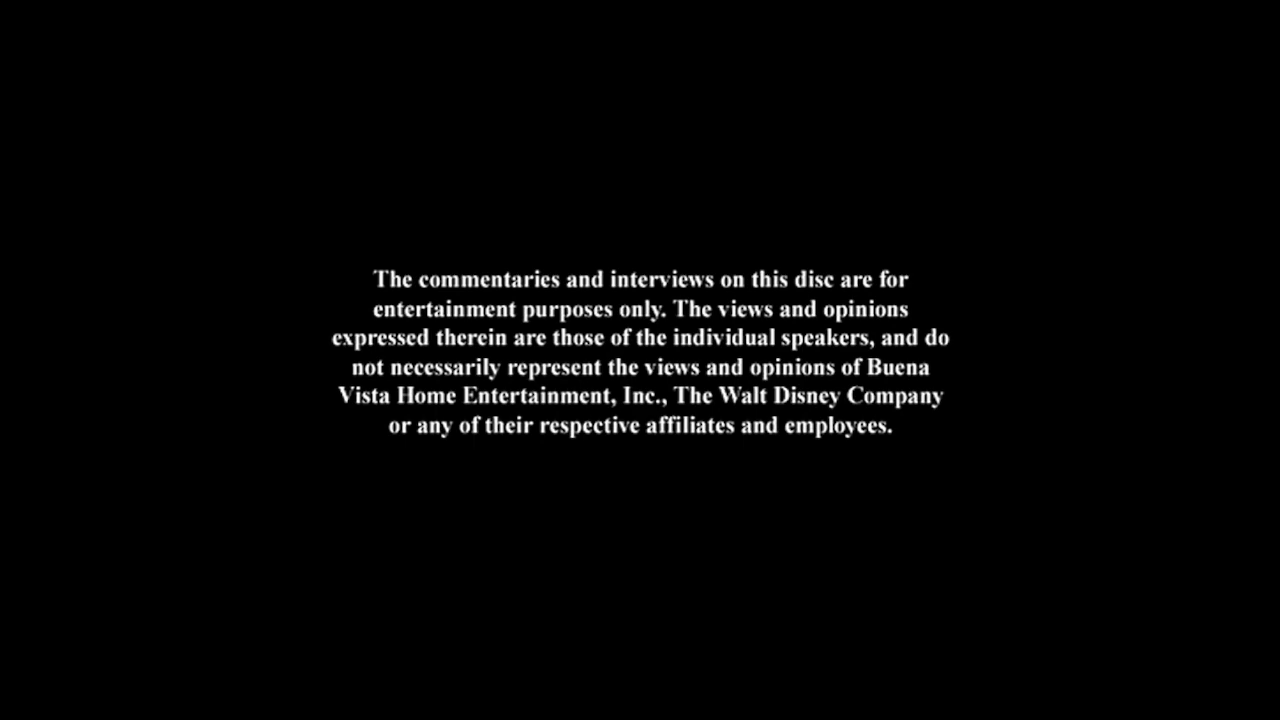 The commentaries and interviews on this disc are for
entertainment purposes only. The views and opinions
expressed therein are those of the individual speakers, and do
not necessarily represent the views and opinions of Buena
Vista Home Entertainment, Inc., The Walt Disney Company
or any of their respective affiliates and employees.